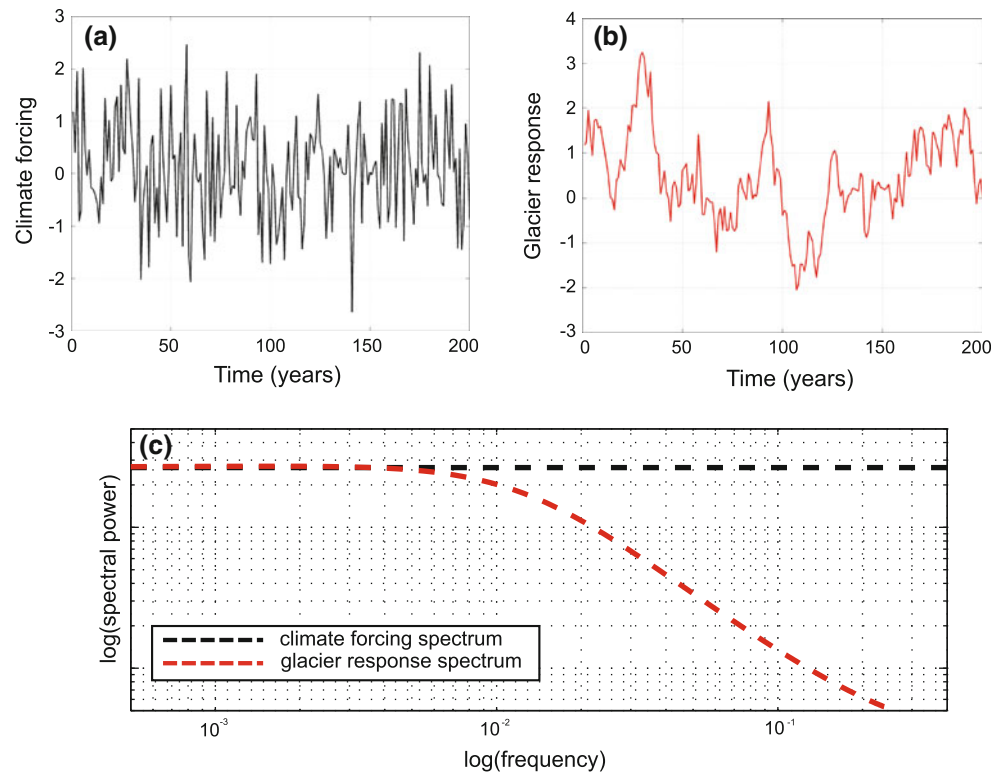 (a)
Climate forcing
3
2
1
0
-1
-2
-3
0 50 100 150 200
Time (years)
(b)
Glacier response
4
3
2
1
0
-1
-2
-3
0 50 100 150 200
Time (years)
(c)
log(spectral power)
climate forcing spectrum
glacier response spectrum
10⁻³ 10⁻² 10⁻¹
log(frequency)